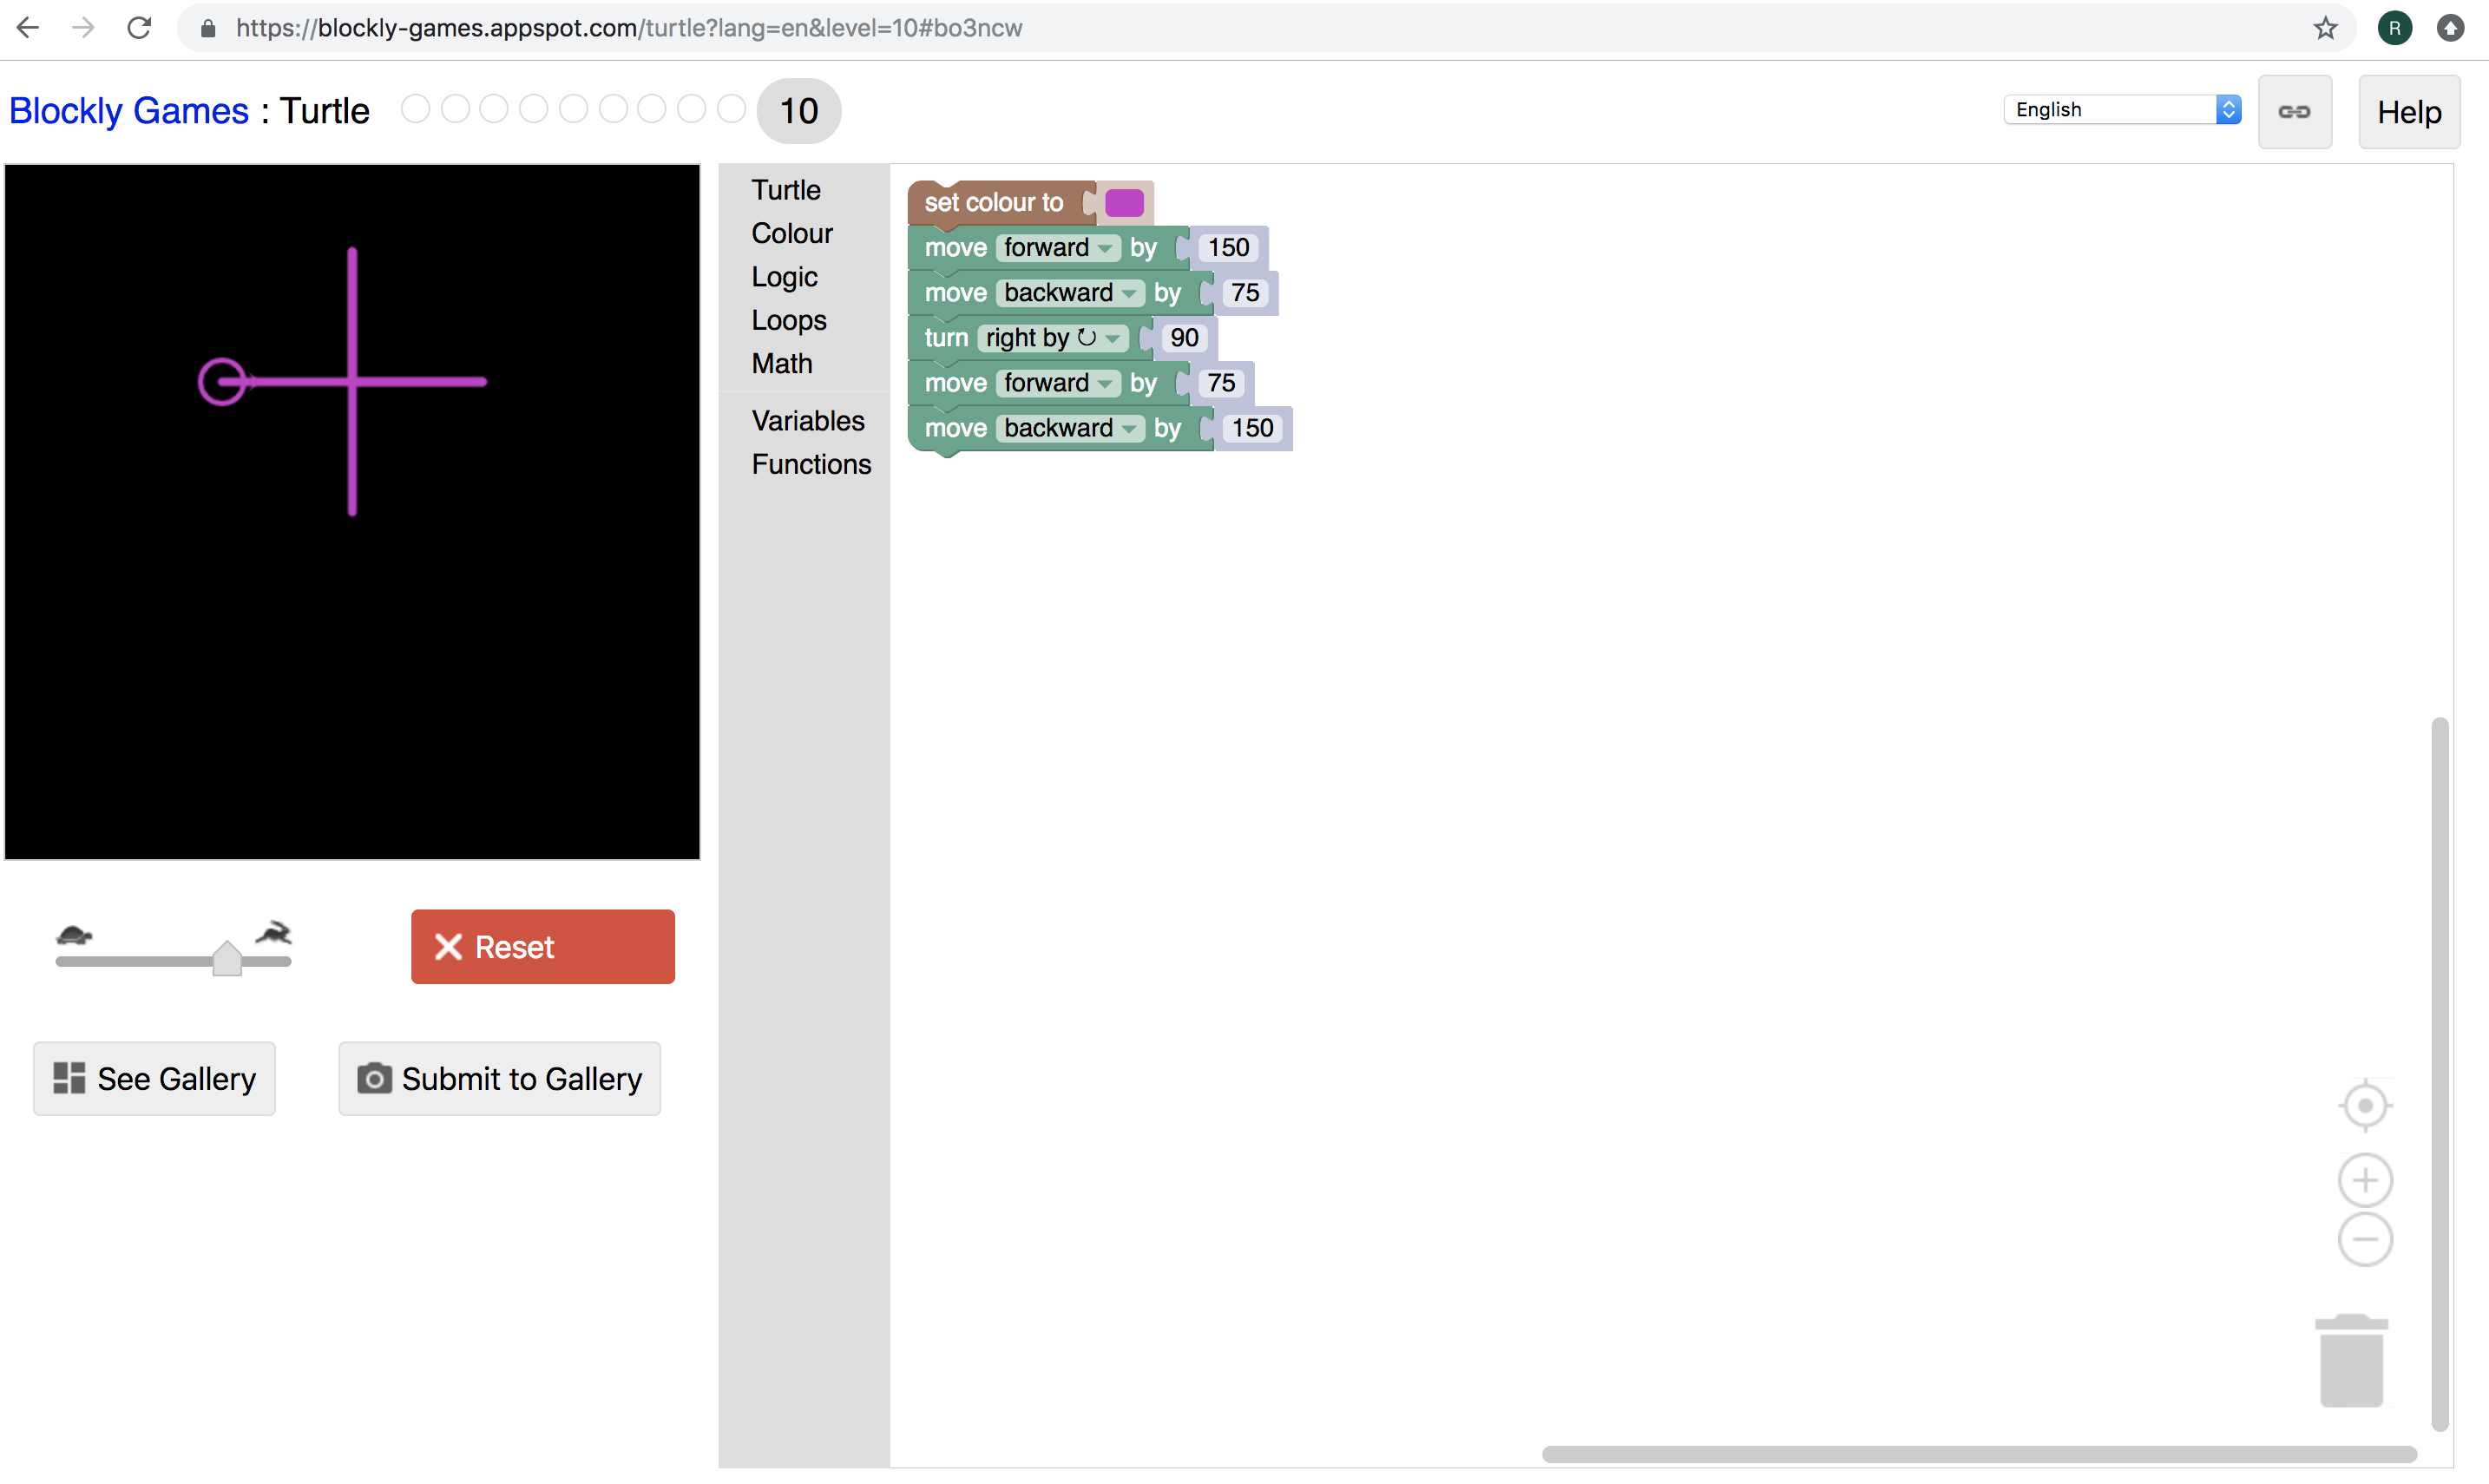 https://blockly-games.appspot.com/turtle?lang=en&level=10#bo3ncw
R
Blockly Games : Turtle
10
English
Help
Turtle
Colour
Logic
Loops
Math
Variables
Functions
set colour to
move forward by 150
move backward by 75
turn right by ↻ 90
move forward by 75
move backward by 150
Reset
See Gallery
Submit to Gallery